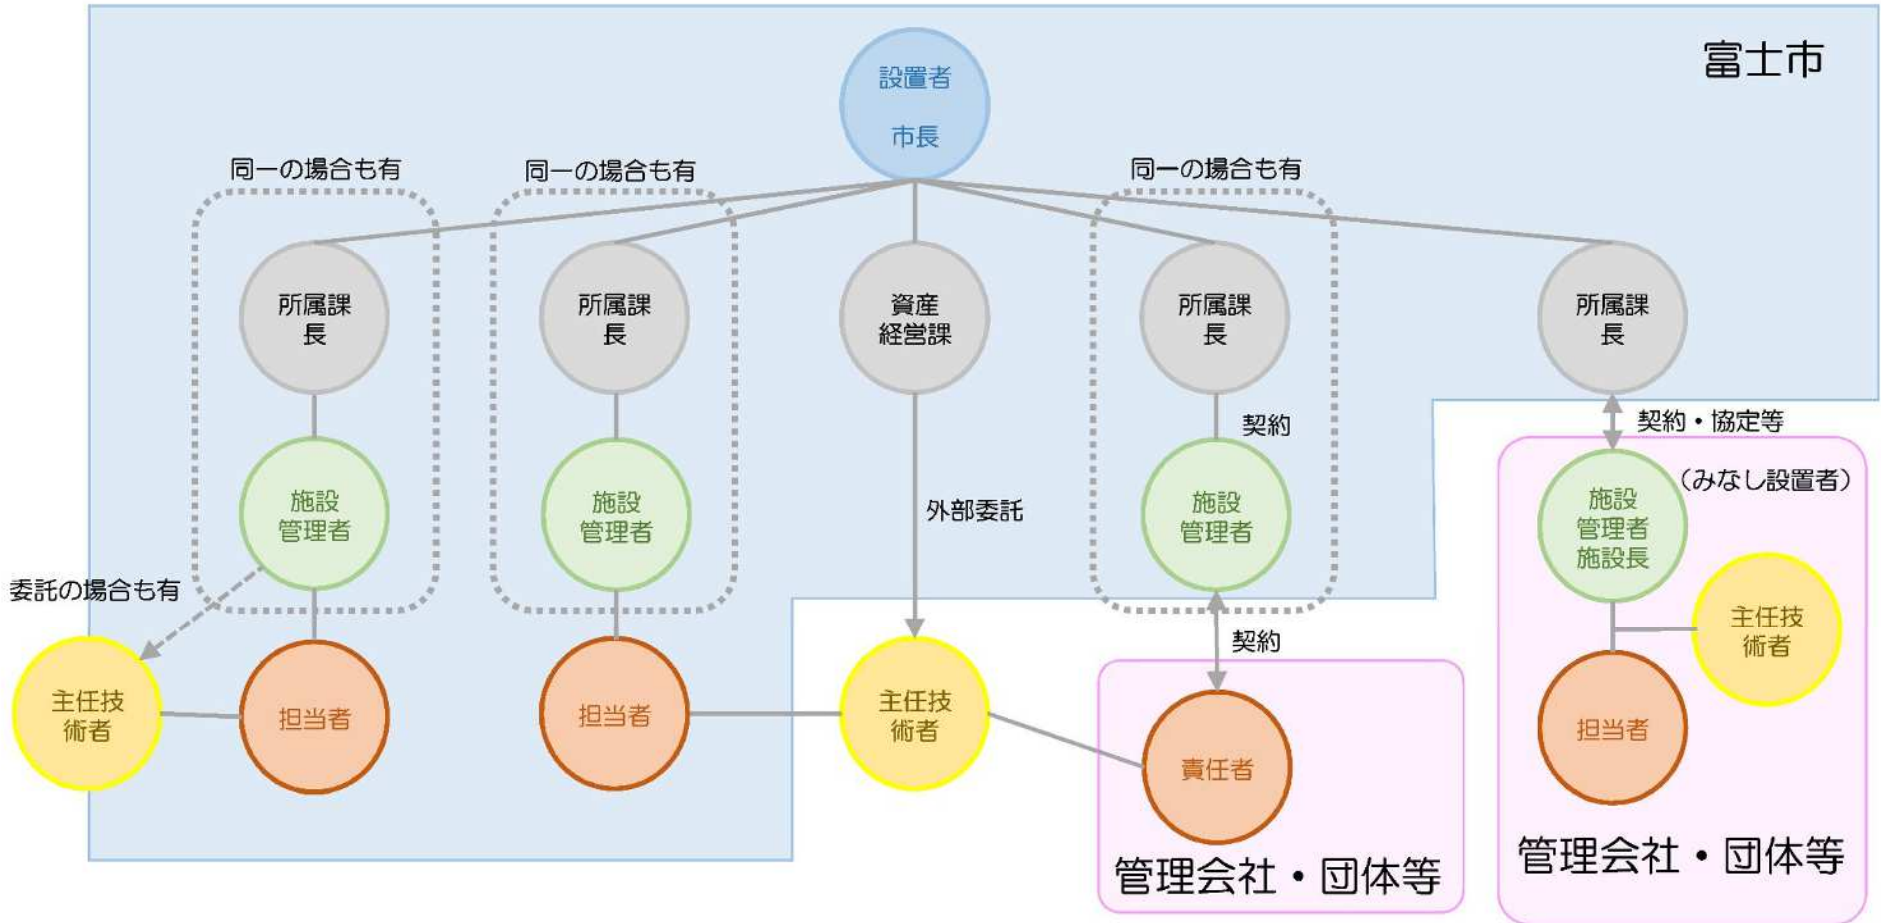 富士市
設置者
市長
同一の場合も有
同一の場合も有
同一の場合も有
所属課
長
所属課
長
資産
経営課
所属課
長
所属課
長
契約
契約・協定等
施設
管理者
施設
管理者
外部委託
施設
管理者
(みなし設置者)
施設
管理者
施設長
委託の場合も有
契約
主任技
術者
主任技
術者
担当者
担当者
主任技
術者
責任者
担当者
管理会社・団体等
管理会社・団体等